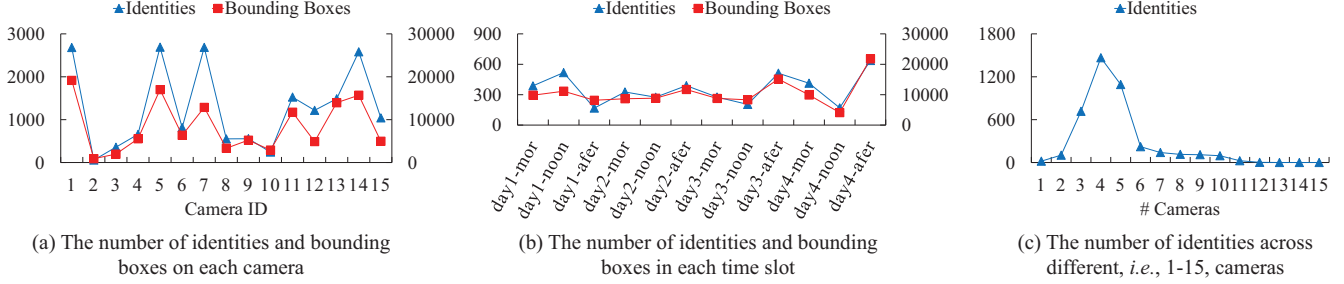 Identities Bounding Boxes
3000 30000
2000 20000
1000 10000
0 0
1 2 3 4 5 6 7 8 9 10 11 12 13 14 15
Camera ID
(a) The number of identities and bounding
boxes on each camera
Identities Bounding Boxes
900 30000
600 20000
300 10000
0 0
day1-mor day1-noon day1-afer day2-mor day2-noon day2-afer day3-mor day3-noon day3-afer day4-mor day4-noon day4-afer
(b) The number of identities and bounding
boxes in each time slot
Identities
1800
1200
600
0
1 2 3 4 5 6 7 8 9 10 11 12 13 14 15
# Cameras
(c) The number of identities across
different, i.e., 1-15, cameras